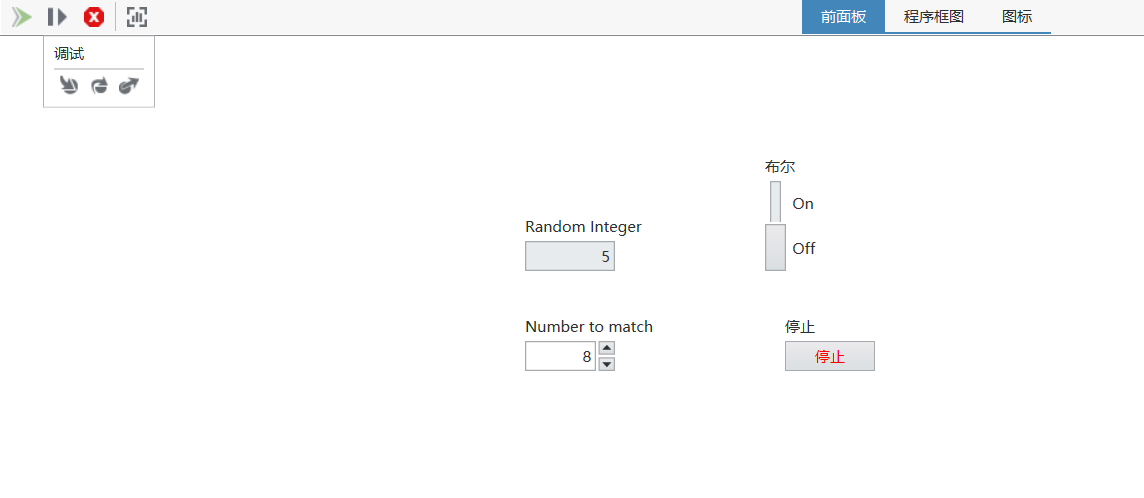 前面板 程序框图 图标
调试
布尔
On
Random Integer
5
Off
Number to match
8
停止
停止